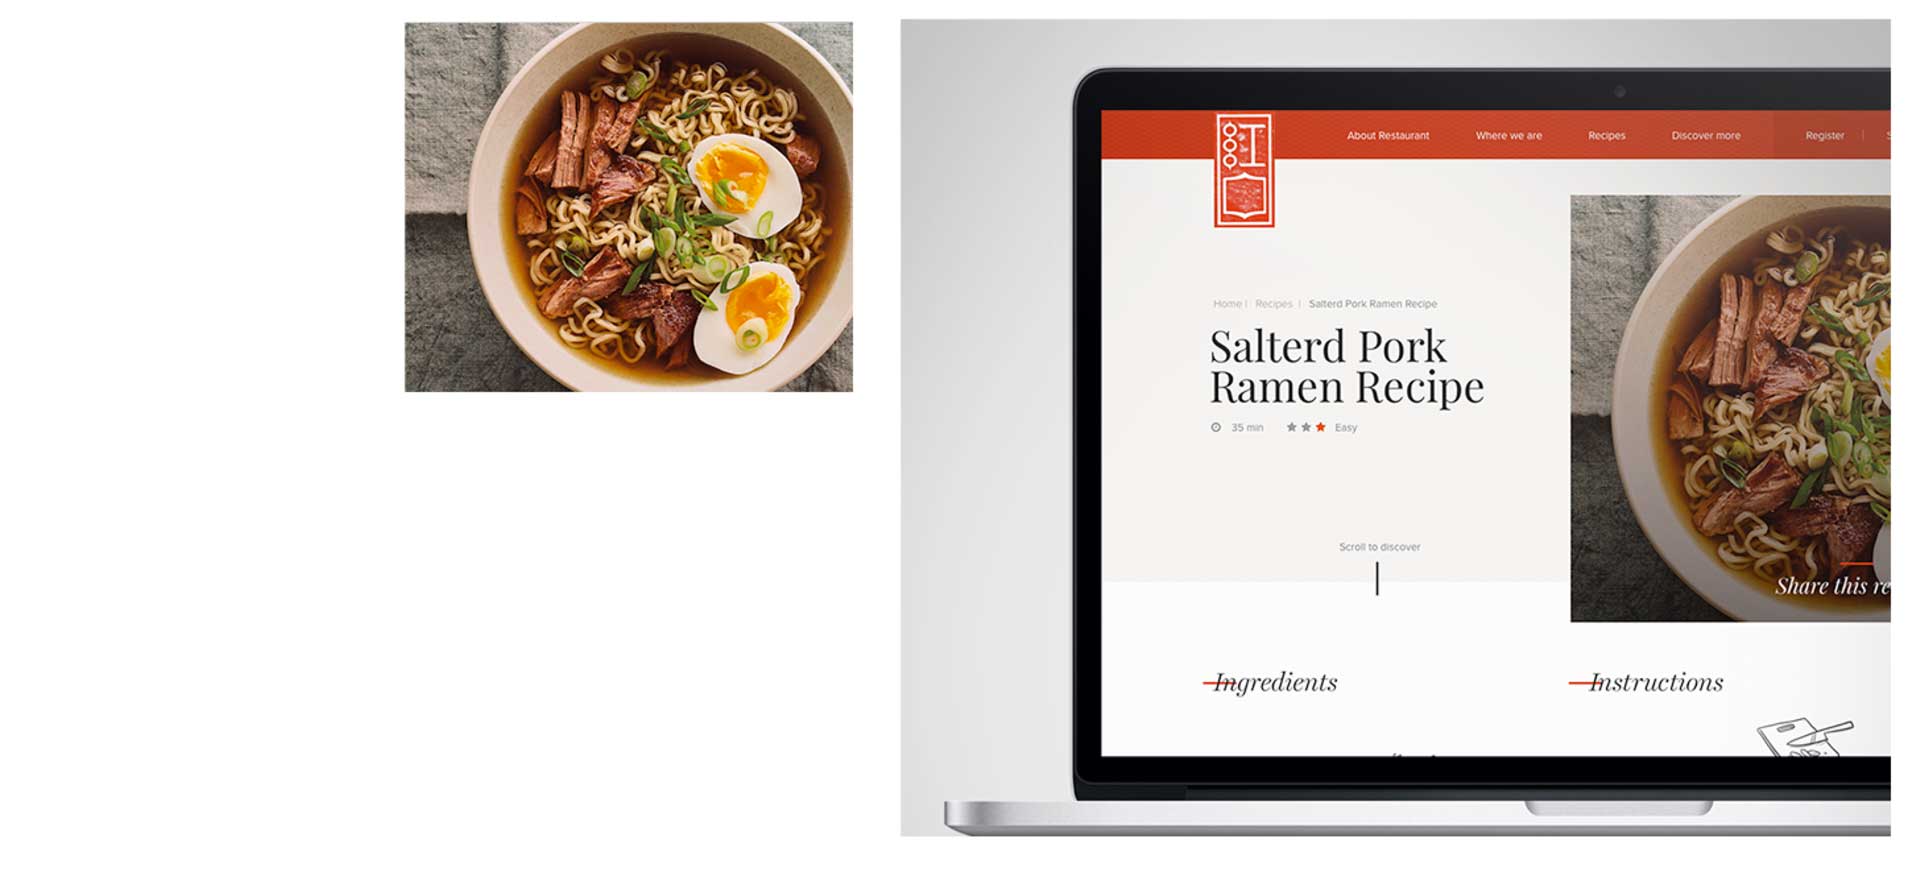 About Restaurant
Where we are
Recipes
Discover more
Register
Home | Recipes | Salterd Pork Ramen Recipe
Salterd Pork
Ramen Recipe
35 min
Easy
Scroll to discover
Share this re
Ingredients
Instructions